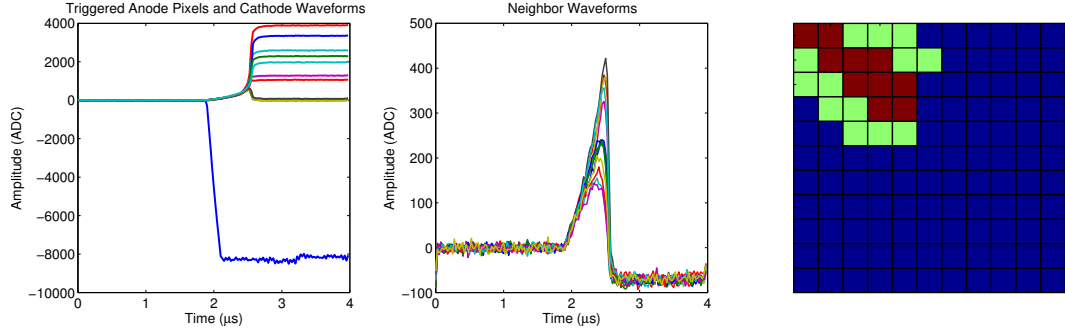 Triggered Anode Pixels and Cathode Waveforms
4000
2000
0
−2000
−4000
−6000
−8000
−10000
Amplitude (ADC)
0 1 2 3 4
Time (μs)
Neighbor Waveforms
500
400
300
200
100
0
−100
Amplitude (ADC)
0 1 2 3 4
Time (μs)